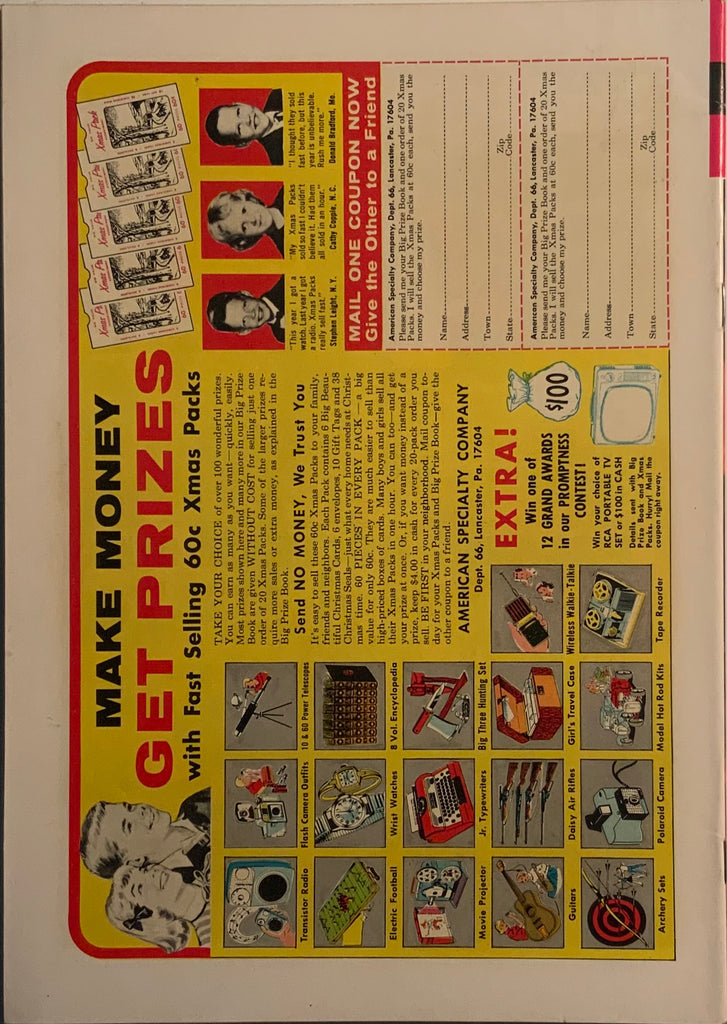 MAKE MONEY
GET PRIZES
with Fast Selling 60c Xmas Packs
TAKE YOUR CHOICE of over 100 wonderful prizes.
You can earn as many as you want—quickly, easily.
Most prizes shown here and many more in our Big Prize
Book are given WITHOUT COST for selling just one
order of 20 Xmas Packs. Some of the larger prizes re-
quire more sales or extra money, as explained in the
Big Prize Book.
Send NO MONEY, We Trust You
It's easy to sell these 60c Xmas Packs to your family,
friends and neighbors. Each Pack contains 6 Big Beau-
tiful Christmas Cards, 6 envelopes, 10 Gift Tags and 38
Christmas Seals—just what every home needs at Christ-
mas time. 60 PIECES IN EVERY PACK — a big
value for only 60c. They are much easier to sell than
high-priced boxes of cards. Many boys and girls sell all
their Xmas Packs in one hour. You can too—and get
your prize at once. Or, if you want money instead of a
prize, keep $4.00 in cash for every 20-pack order you
sell. BE FIRST in your neighborhood. Mail coupon to-
day for your Xmas Packs and Big Prize Book—give the
other coupon to a friend.
AMERICAN SPECIALTY COMPANY
Dept. 66, Lancaster, Pa. 17604
EXTRA!
Win one of
12 GRAND AWARDS
in our PROMPTNESS
CONTEST!
$100
Win your choice of
RCA PORTABLE TV
SET or $100 in CASH
Details sent with Big
Prize Book and Xmas
Packs. Hurry! Mail the
coupon right away.
Transistor Radio
Flash Camera Outfits
10 & 60 Power Telescopes
Electric Football
Wrist Watches
8 Vol. Encyclopedia
Movie Projector
Jr. Typewriters
Big Three Hunting Set
Guitars
Daisy Air Rifles
Girl's Travel Case
Wireless Walkie-Talkie
Archery Sets
Polaroid Camera
Model Hot Rod Kits
Tape Recorder
Xmas Pack
60¢
"This year I got a
watch. Last year I got
a radio. Xmas Packs
really sell fast."
Stephen Leight, N. Y.
"My Xmas Packs
sold so fast I couldn't
believe it. Had them
all sold in an hour."
Cathy Copple, N. C.
"I thought they sold
fast before, but this
year is unbelievable.
Rush me more."
Donald Bradford, Me.
MAIL ONE COUPON NOW
Give the Other to a Friend
American Specialty Company, Dept. 66, Lancaster, Pa. 17604
Please send me your Big Prize Book and one order of 20 Xmas
Packs. I will sell the Xmas Packs at 60c each, send you the
money and choose my prize.
Name
Address
Town
State
Zip
Code
American Specialty Company, Dept. 66, Lancaster, Pa. 17604
Please send me your Big Prize Book and one order of 20 Xmas
Packs. I will sell the Xmas Packs at 60c each, send you the
money and choose my prize.
Name
Address
Town
State
Zip
Code